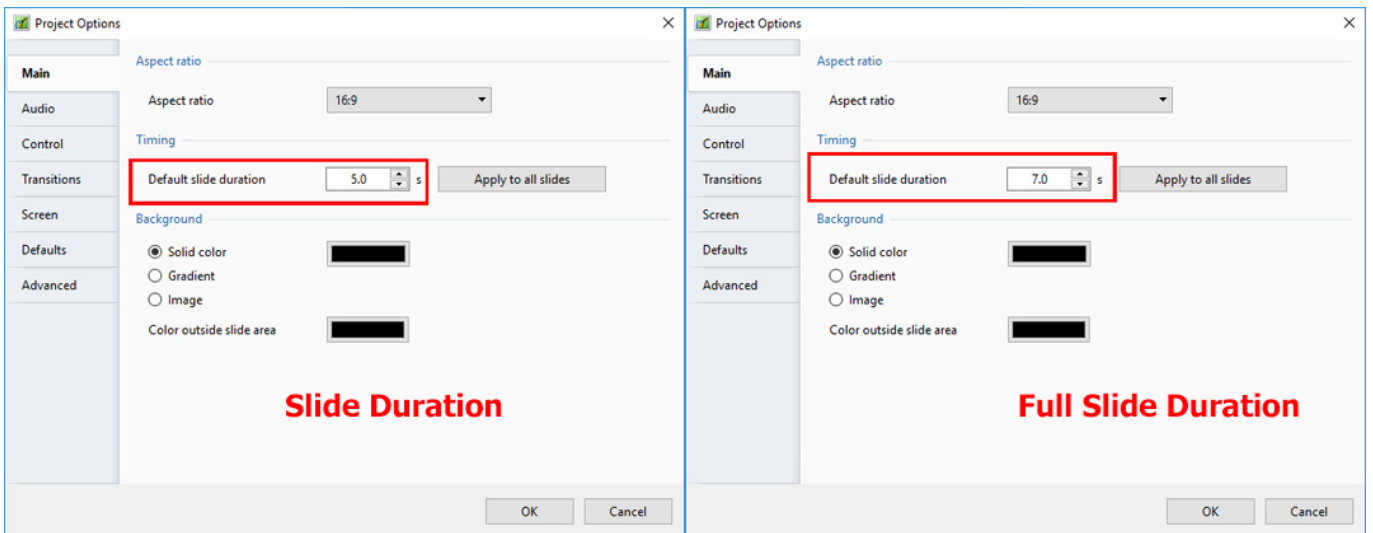 Project Options
Main
Audio
Control
Transitions
Screen
Defaults
Advanced
Aspect ratio
Aspect ratio 16:9
Timing
Default slide duration 5.0 s Apply to all slides
Background
Solid color
Gradient
Image
Color outside slide area
Slide Duration
OK Cancel
Project Options
Main
Audio
Control
Transitions
Screen
Defaults
Advanced
Aspect ratio
Aspect ratio 16:9
Timing
Default slide duration 7.0 s Apply to all slides
Background
Solid color
Gradient
Image
Color outside slide area
Full Slide Duration
OK Cancel